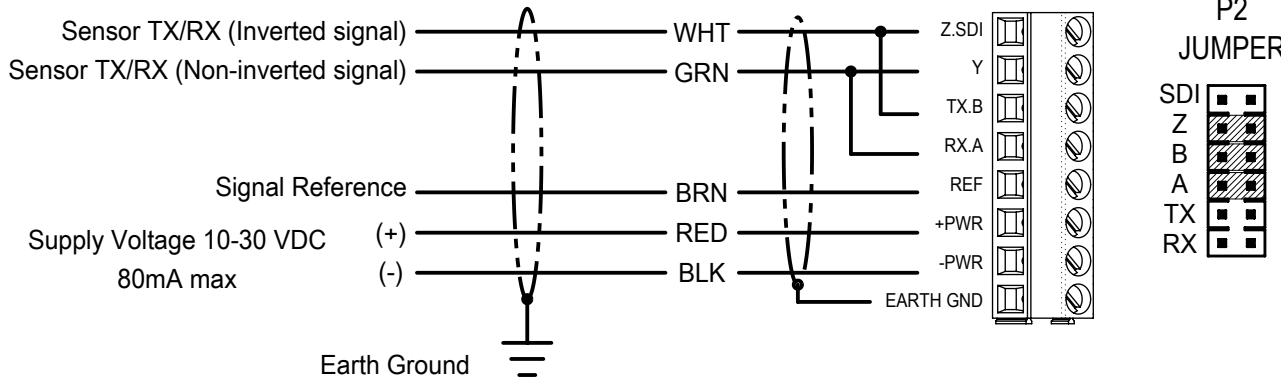 Sensor TX/RX (Inverted signal)
Sensor TX/RX (Non-inverted signal)
Signal Reference
Supply Voltage 10-30 VDC
80mA max
(+)
(-)
Earth Ground
WHT
GRN
BRN
RED
BLK
Z.SDI
Y
TX.B
RX.A
REF
+PWR
-PWR
EARTH GND
P2
JUMPER
SDI
Z
B
A
TX
RX